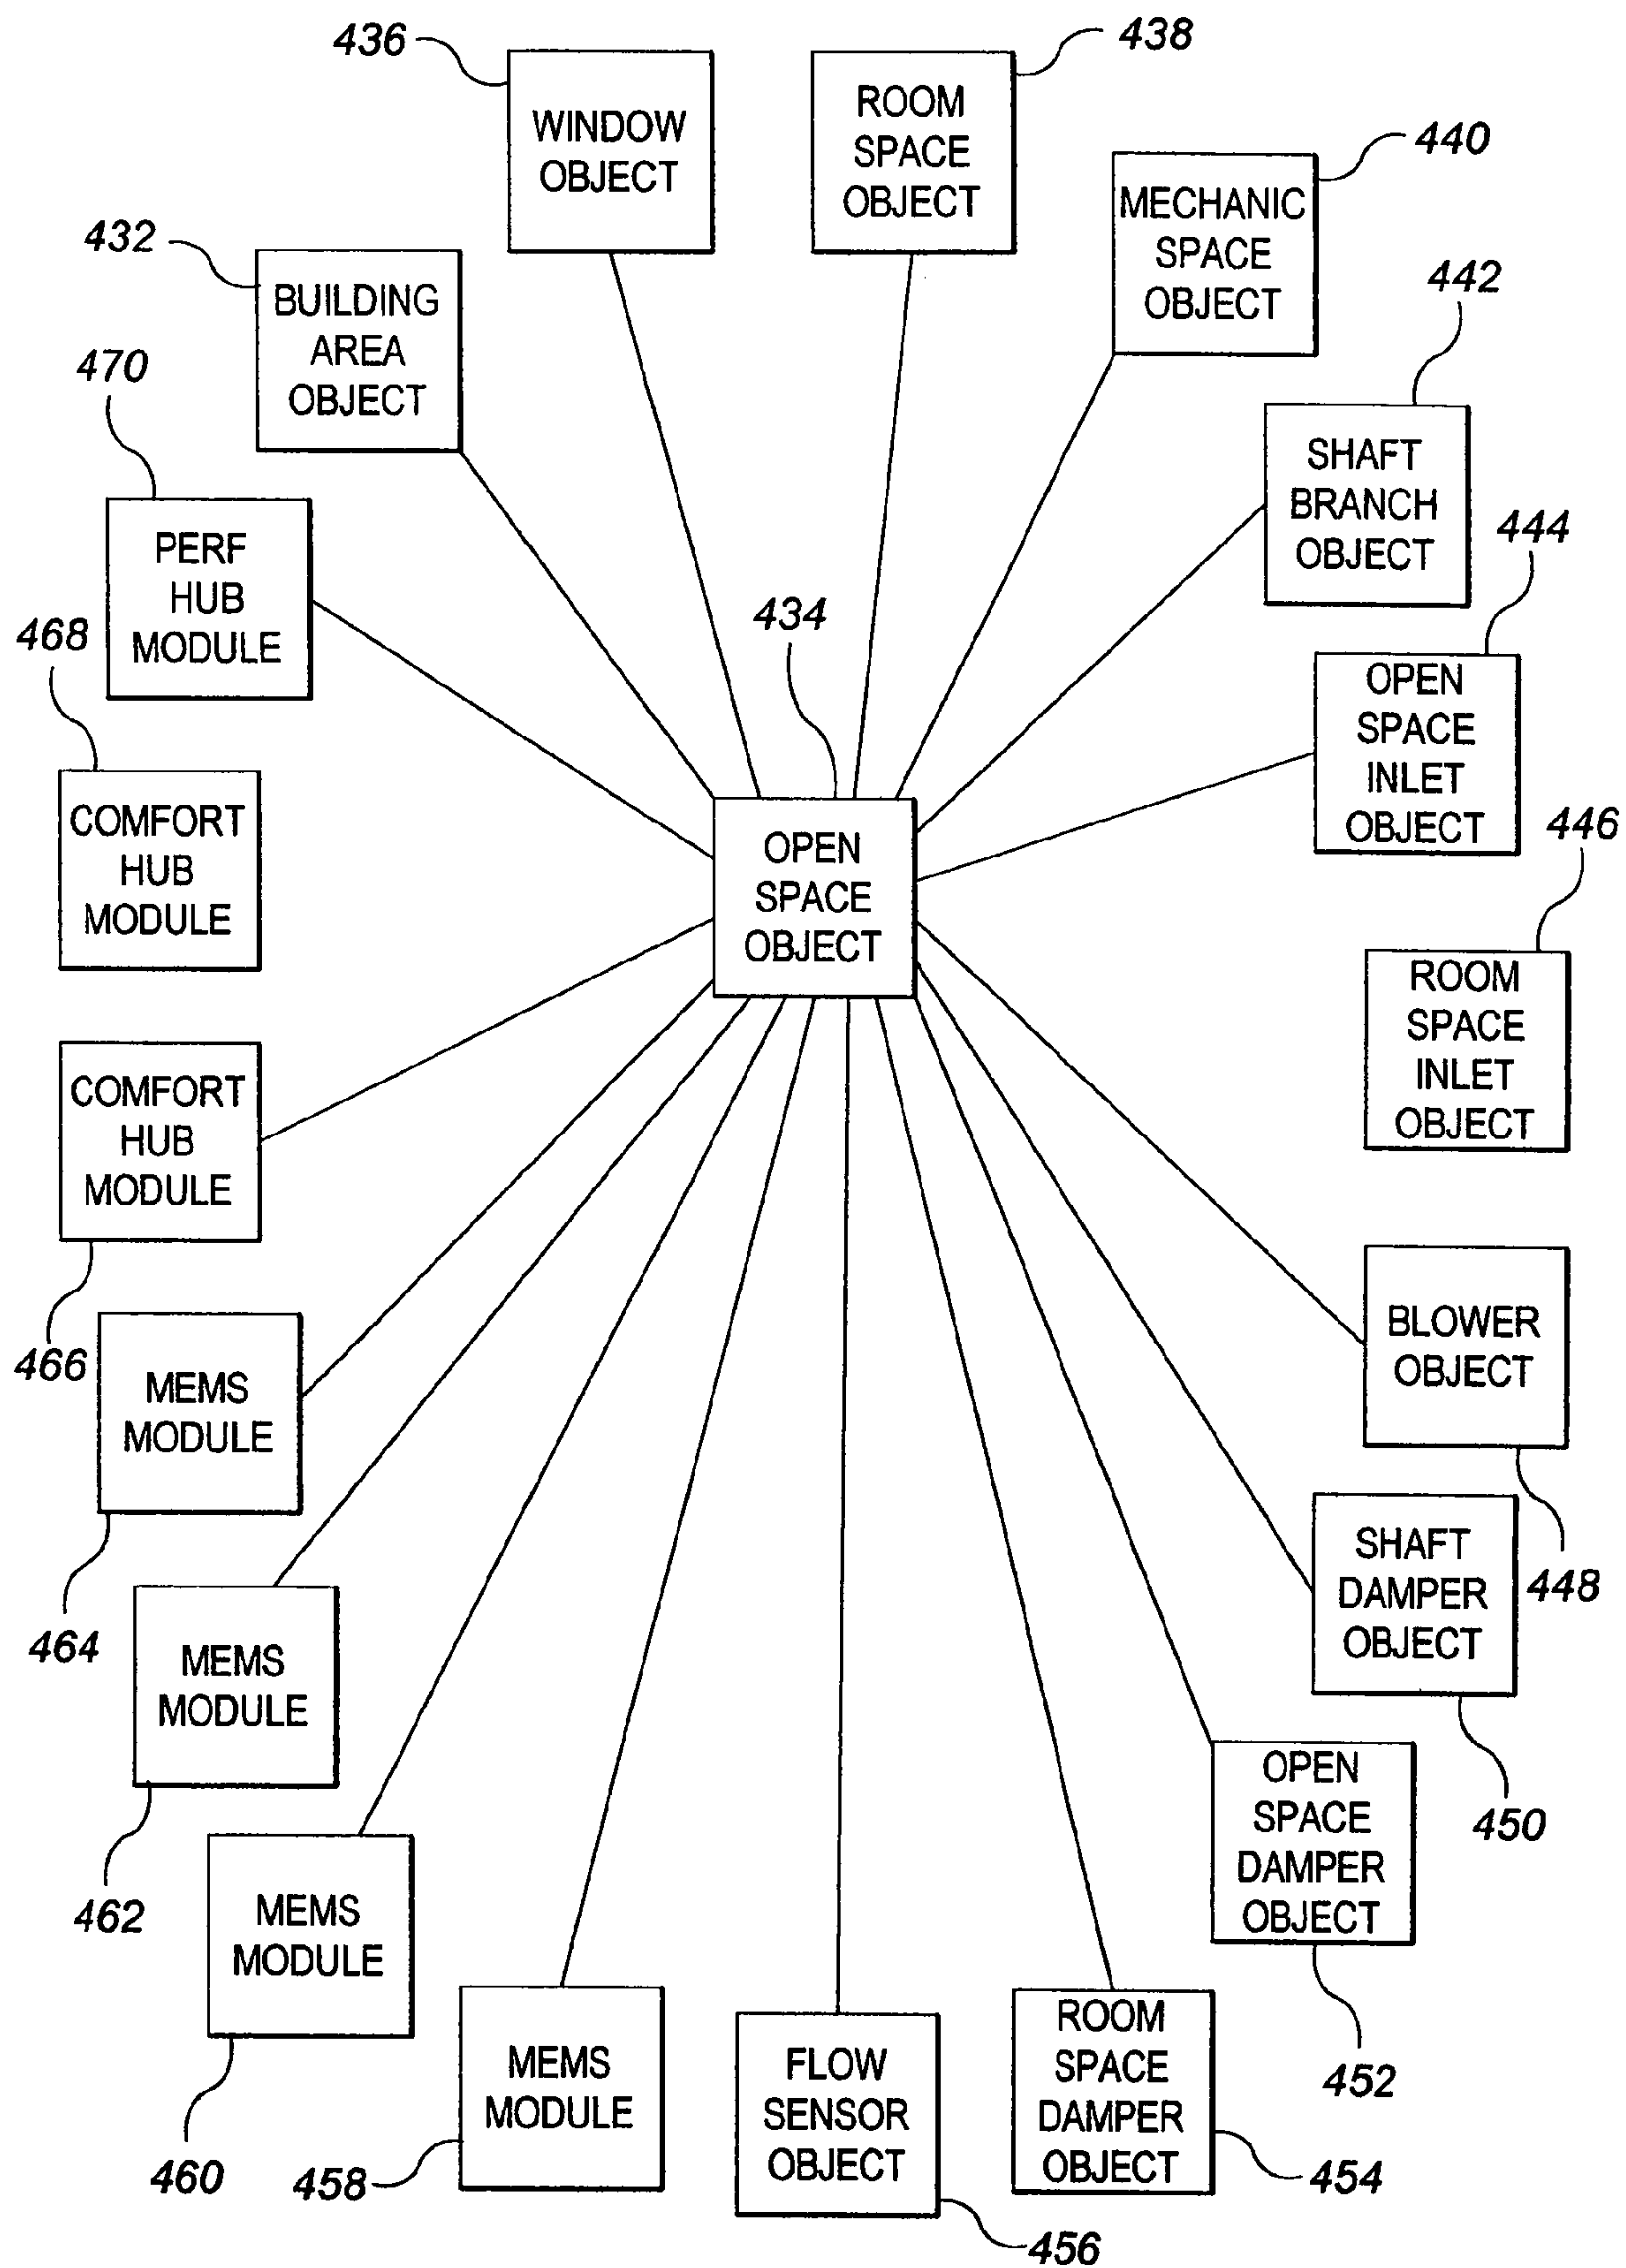 436
WINDOW
OBJECT
438
ROOM
SPACE
OBJECT
440
MECHANIC
SPACE
OBJECT
432
BUILDING
AREA
OBJECT
442
SHAFT
BRANCH
OBJECT
470
PERF
HUB
MODULE
444
OPEN
SPACE
INLET
OBJECT
468
COMFORT
HUB
MODULE
434
OPEN
SPACE
OBJECT
446
ROOM
SPACE
INLET
OBJECT
COMFORT
HUB
MODULE
466
BLOWER
OBJECT
448
MEMS
MODULE
464
SHAFT
DAMPER
OBJECT
450
MEMS
MODULE
462
OPEN
SPACE
DAMPER
OBJECT
452
MEMS
MODULE
460
MEMS
MODULE
458
FLOW
SENSOR
OBJECT
456
ROOM
SPACE
DAMPER
OBJECT
454